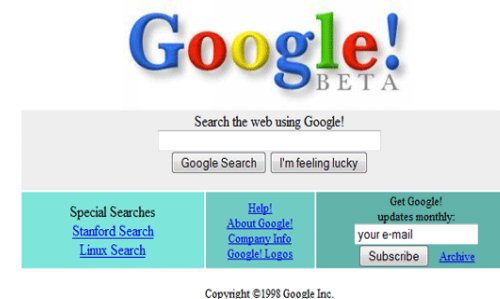 Google!
BETA
Search the web using Google!
Google Search
I'm feeling lucky
Special Searches
Stanford Search
Linux Search
Help!
About Google!
Company Info
Google! Logos
Get Google!
updates monthly:
your e-mail
Subscribe
Archive
Copyright ©1998 Google Inc.